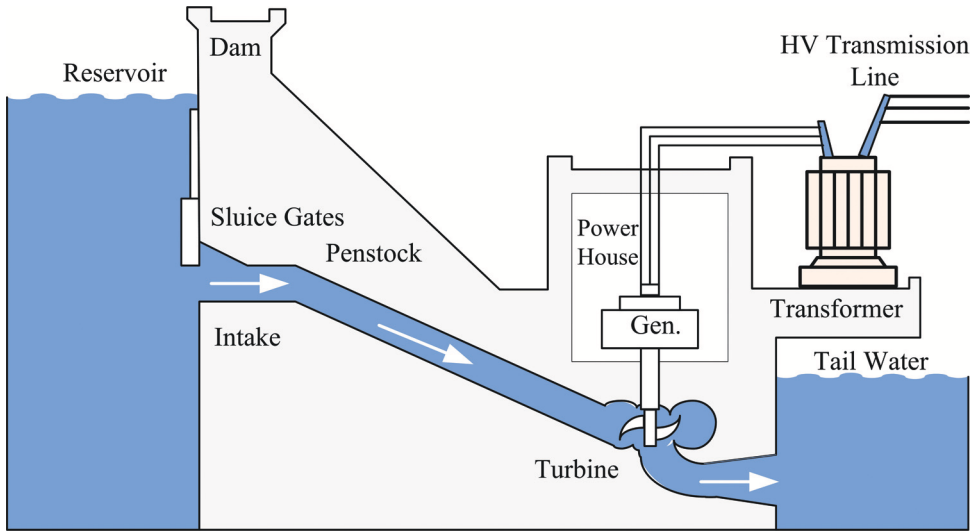 Dam
HV Transmission
Line
Reservoir
Sluice Gates
Penstock
Power
House
Intake
Gen.
Transformer
Tail Water
Turbine